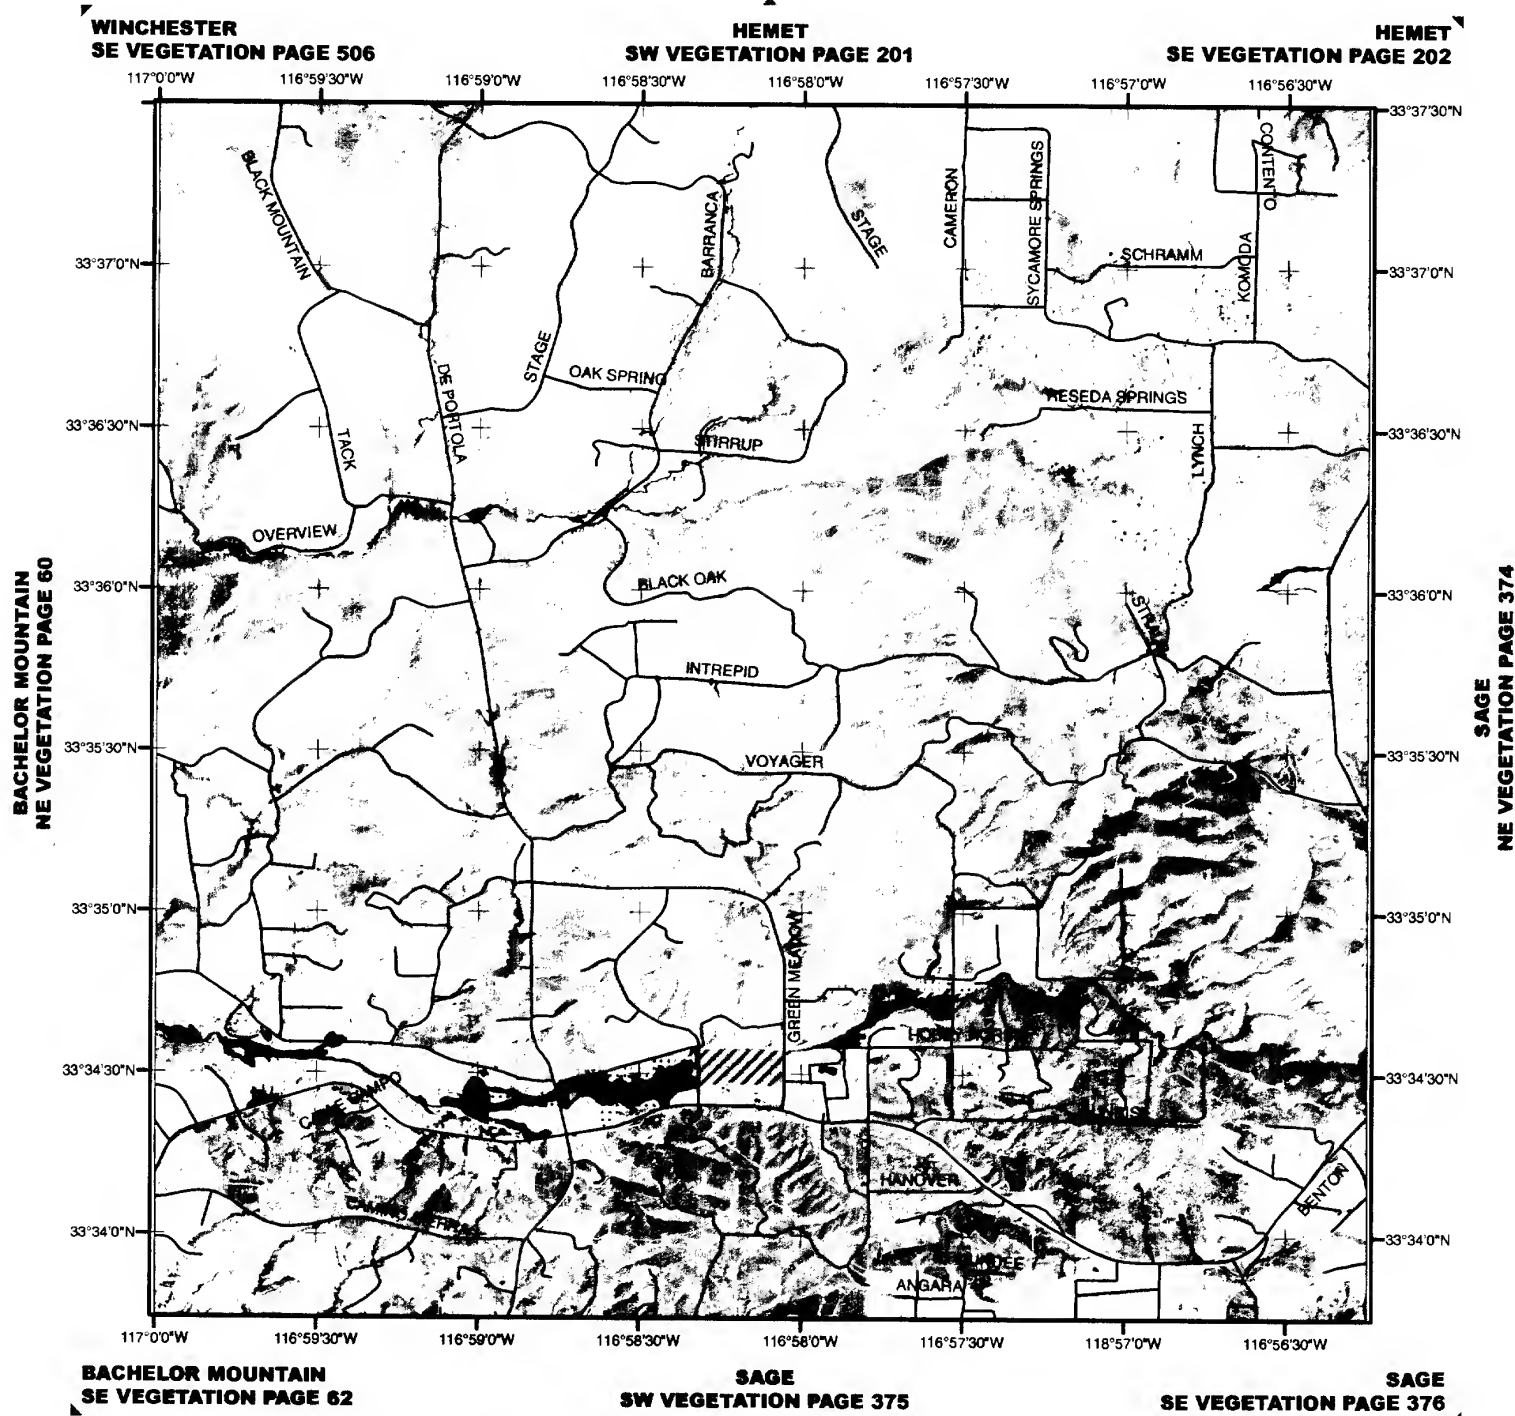 WINCHESTER
SE VEGETATION PAGE 506
HEMET
SW VEGETATION PAGE 201
HEMET
SE VEGETATION PAGE 202
117°0'0"W
116°59'30"W
116°59'0"W
116°58'30"W
116°58'0"W
116°57'30"W
116°57'0"W
116°56'30"W
33°37'30"N
33°37'0"N
33°37'0"N
33°36'30"N
33°36'30"N
33°36'0"N
33°36'0"N
33°35'30"N
33°35'30"N
33°35'0"N
33°35'0"N
33°34'30"N
33°34'30"N
33°34'0"N
33°34'0"N
BLACK MOUNTAIN
BARRANCA
STAGE
CAMERON
SYCAMORE SPRINGS
CONTENTO
SCHRAMM
KOMODA
STAGE
OAK SPRING
DE PORTOLA
RESEDA SPRINGS
TACK
STIRRUP
LYNCH
OVERVIEW
BLACK OAK
INTREPID
VOYAGER
GREEN MEADOW
HANOVER
BENTON
ANGARA
BACHELOR MOUNTAIN
NE VEGETATION PAGE 60
SAGE
NE VEGETATION PAGE 374
117°0'0"W
116°59'30"W
116°59'0"W
116°58'30"W
116°58'0"W
116°57'30"W
118°57'0"W
116°56'30"W
BACHELOR MOUNTAIN
SE VEGETATION PAGE 62
SAGE
SW VEGETATION PAGE 375
SAGE
SE VEGETATION PAGE 376